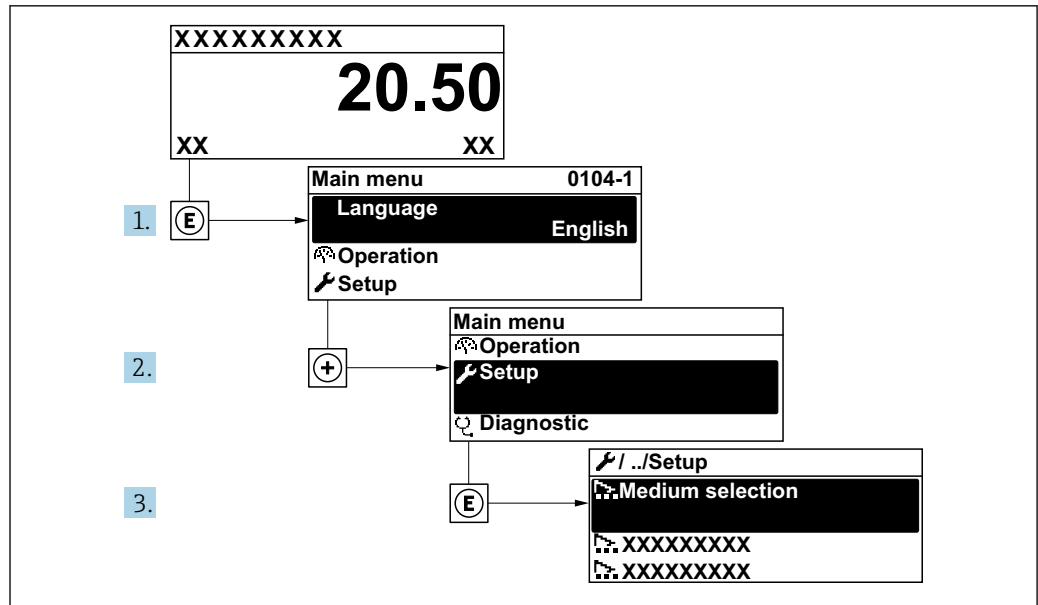 XXXXXXXXX
20.50
XX XX
Main menu 0104-1
1. E Language
English
Operation
Setup
Main menu
Operation
2. + Setup
Diagnostic
/ ../Setup
3. E Medium selection
XXXXXXXXX
XXXXXXXXX